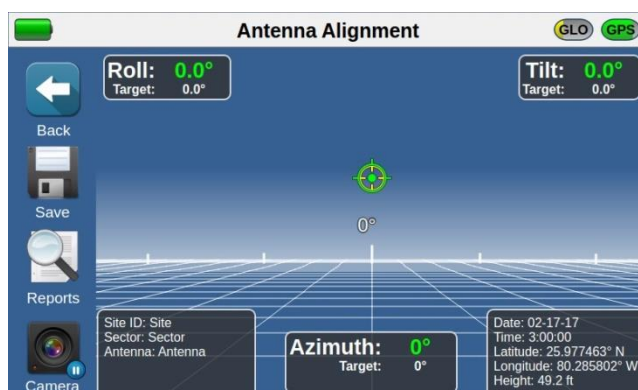 Antenna Alignment
GLO GPS
Roll: 0.0°
Target: 0.0°
Tilt: 0.0°
Target: 0.0°
Back
Save
Reports
Camera
0°
Site ID: Site
Sector: Sector
Antenna: Antenna
Azimuth: 0°
Target: 0°
Date: 02-17-17
Time: 3:00:00
Latitude: 25.977463° N
Longitude: 80.285802° W
Height: 49.2 ft